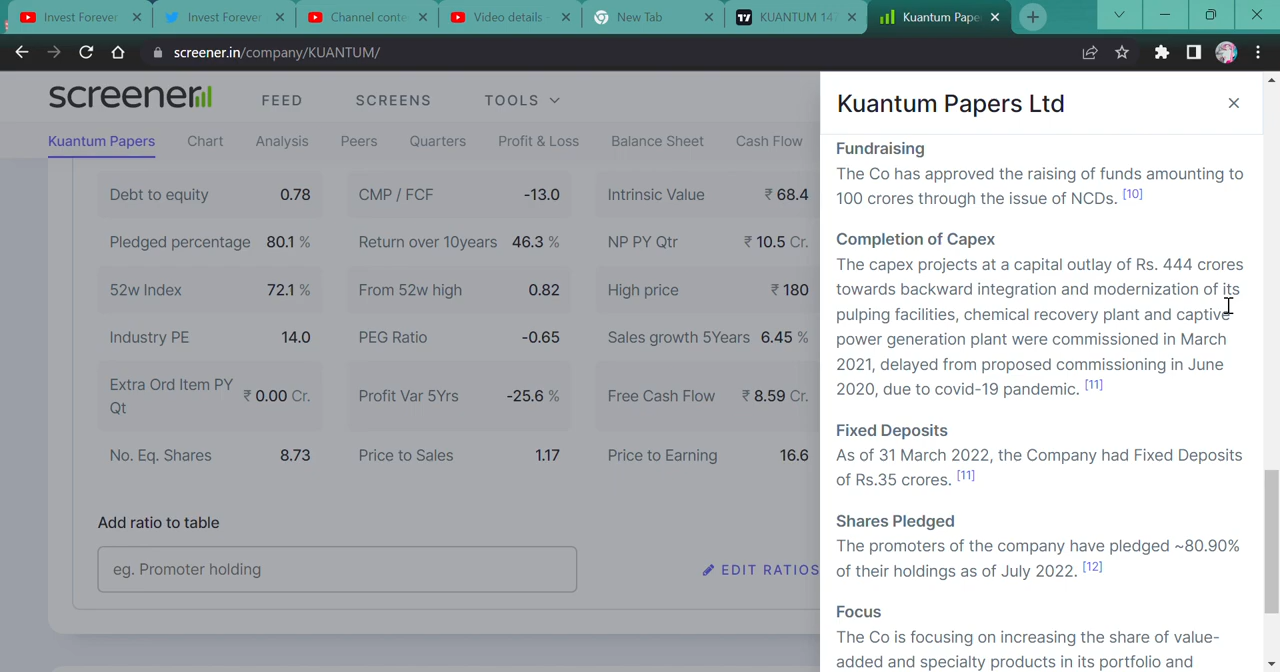 Invest Forever
Invest Forever
Channel conte
Video details -
New Tab
KUANTUM 14
Kuantum Pape
screener.in/company/KUANTUM/
screener
FEED
SCREENS
TOOLS
Kuantum Papers
Chart
Analysis
Peers
Quarters
Profit & Loss
Balance Sheet
Cash Flow
Debt to equity 0.78
CMP / FCF -13.0
Intrinsic Value ₹ 68.4
Pledged percentage 80.1 %
Return over 10years 46.3 %
NP PY Qtr ₹ 10.5 Cr.
52w Index 72.1 %
From 52w high 0.82
High price ₹ 180
Industry PE 14.0
PEG Ratio -0.65
Sales growth 5Years 6.45 %
Extra Ord Item PY
Qt ₹ 0.00 Cr.
Profit Var 5Yrs -25.6 %
Free Cash Flow ₹ 8.59 Cr.
No. Eq. Shares 8.73
Price to Sales 1.17
Price to Earning 16.6
Add ratio to table
eg. Promoter holding
EDIT RATIOS
Kuantum Papers Ltd
Fundraising
The Co has approved the raising of funds amounting to
100 crores through the issue of NCDs. [10]
Completion of Capex
The capex projects at a capital outlay of Rs. 444 crores
towards backward integration and modernization of its
pulping facilities, chemical recovery plant and captive
power generation plant were commissioned in March
2021, delayed from proposed commissioning in June
2020, due to covid-19 pandemic. [11]
Fixed Deposits
As of 31 March 2022, the Company had Fixed Deposits
of Rs.35 crores. [11]
Shares Pledged
The promoters of the company have pledged ~80.90%
of their holdings as of July 2022. [12]
Focus
The Co is focusing on increasing the share of value-
added and specialty products in its portfolio and